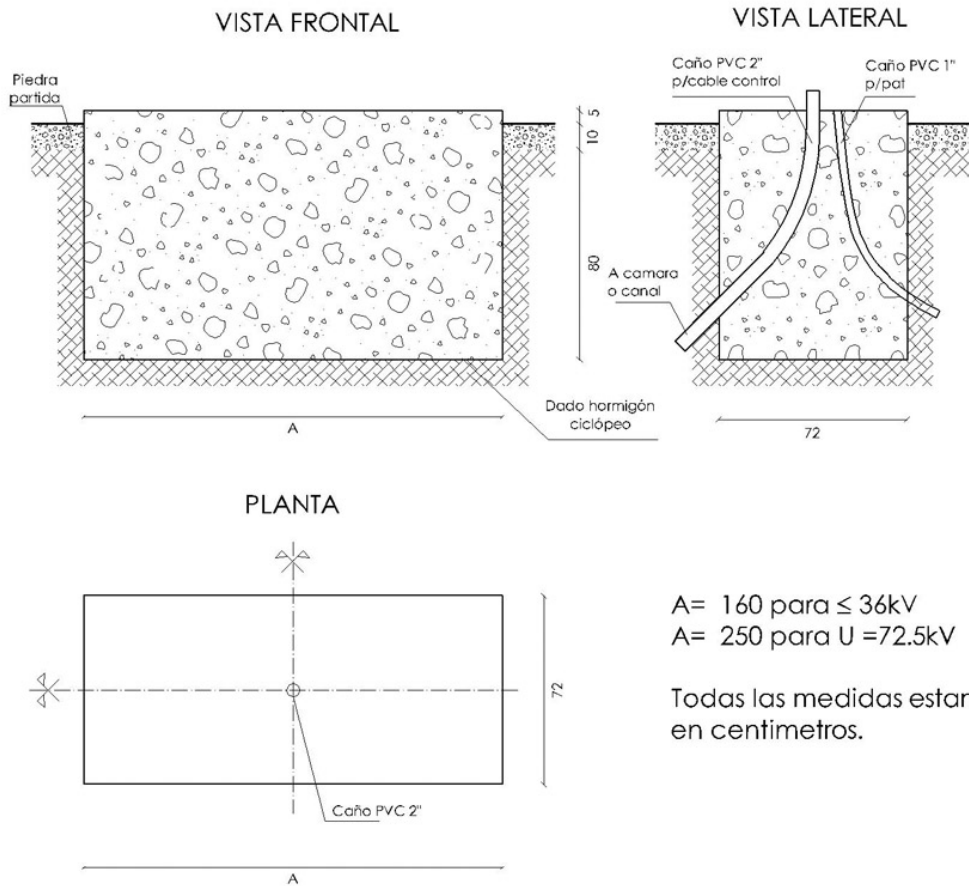 VISTA FRONTAL
Piedra
partida
5
10
80
A
Dado hormigón
ciclópeo
VISTA LATERAL
Caño PVC 2"
p/cable control
Caño PVC 1"
p/pat
A camara
o canal
72
PLANTA
72
Caño PVC 2"
A
A= 160 para ≤ 36kV
A= 250 para U =72.5kV
Todas las medidas estan
en centimetros.